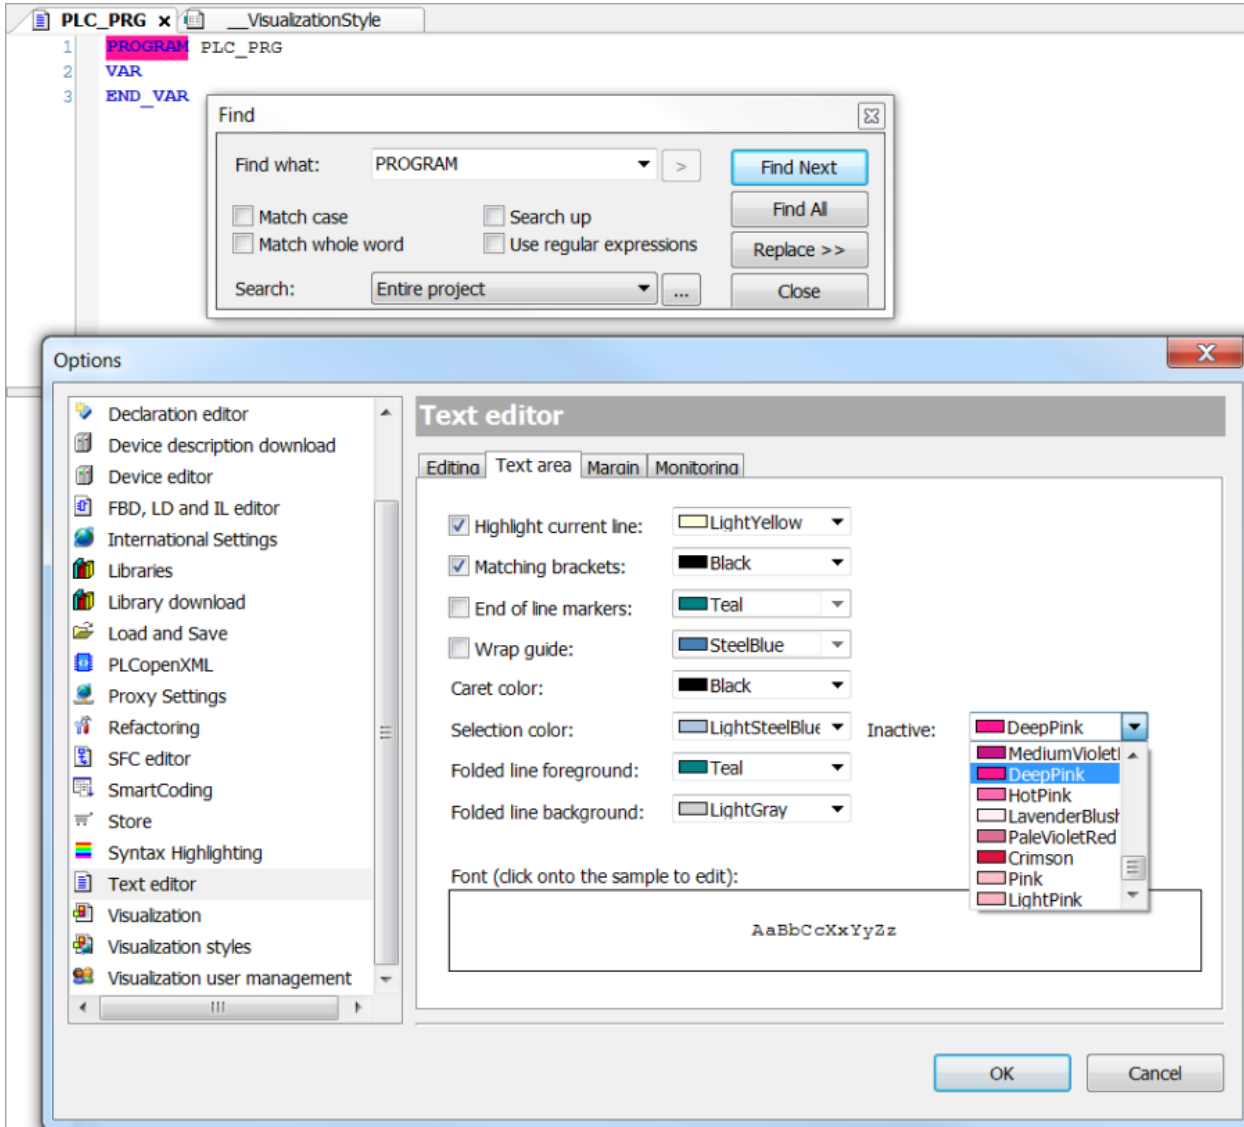 PLC_PRG x __VisualizationStyle
1 PROGRAM PLC_PRG
2 VAR
3 END_VAR
Find
Find what: PROGRAM > Find Next
Match case Search up Find All
Match whole word Use regular expressions Replace >>
Search: Entire project ... Close
Options X
Declaration editor
Device description download
Device editor
FBD, LD and IL editor
International Settings
Libraries
Library download
Load and Save
PLCopenXML
Proxy Settings
Refactoring
SFC editor
SmartCoding
Store
Syntax Highlighting
Text editor
Visualization
Visualization styles
Visualization user management
Text editor
Editing Text area Margin Monitoring
Highlight current line: LightYellow
Matching brackets: Black
End of line markers: Teal
Wrap guide: SteelBlue
Caret color: Black
Selection color: LightSteelBlue Inactive: DeepPink
Folded line foreground: Teal
Folded line background: LightGray
MediumViolet
DeepPink
HotPink
LavenderBlush
PaleVioletRed
Crimson
Pink
LightPink
Font (click onto the sample to edit):
AaBbCcXxYyZz
OK Cancel